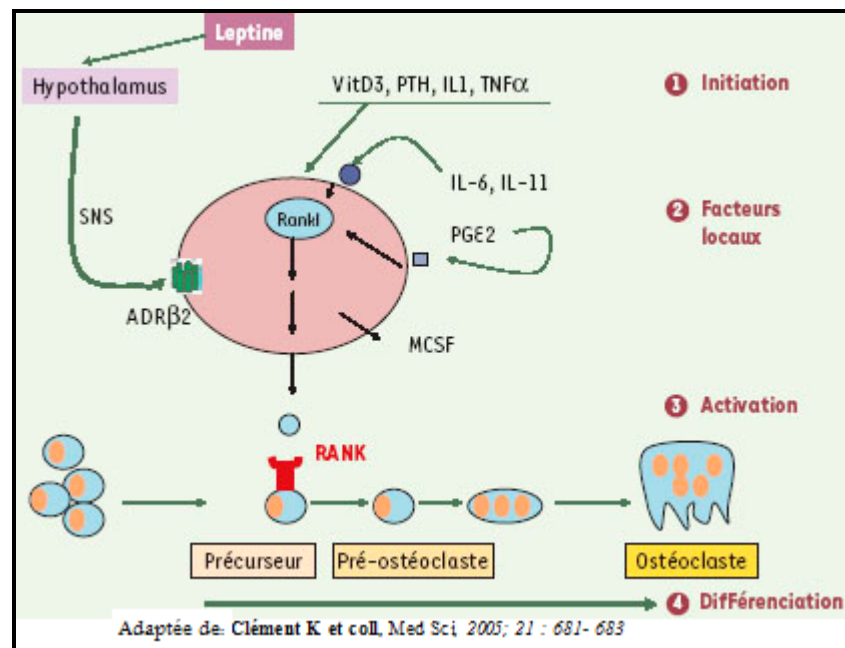 Leptine
Hypothalamus
VitD3, PTH, IL1, TNFα
1 Initiation
IL-6, IL-11
SNS
Rankl
PGE2
2 Facteurs
locaux
ADRβ2
MCSF
3 Activation
RANK
Précurseur
Pré-ostéoclaste
Ostéoclaste
4 DifFérenciation
Adaptée de: Clément K et coll, Med Sci, 2005; 21 : 681- 683